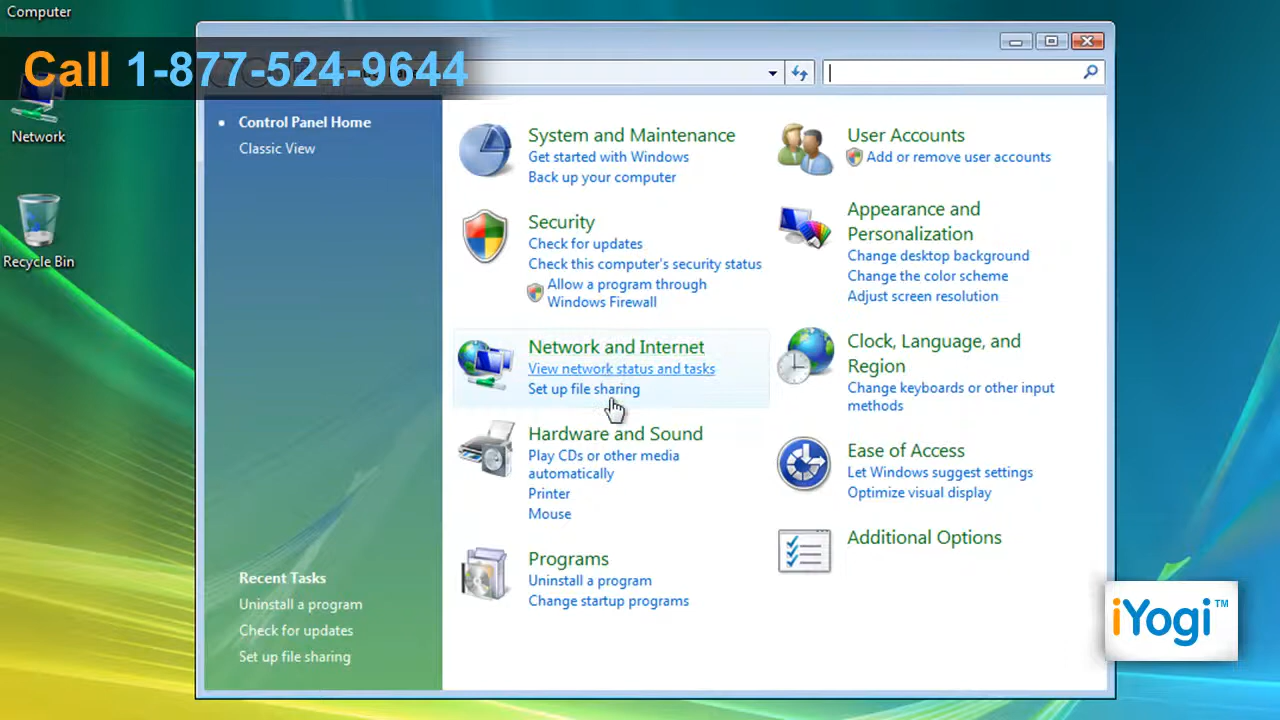 Computer
Call 1-877-524-9644
Network
Recycle Bin
Control Panel Home
Classic View
Recent Tasks
Uninstall a program
Check for updates
Set up file sharing
System and Maintenance
Get started with Windows
Back up your computer
Security
Check for updates
Check this computer's security status
Allow a program through
Windows Firewall
Network and Internet
View network status and tasks
Set up file sharing
Hardware and Sound
Play CDs or other media
automatically
Printer
Mouse
Programs
Uninstall a program
Change startup programs
User Accounts
Add or remove user accounts
Appearance and
Personalization
Change desktop background
Change the color scheme
Adjust screen resolution
Clock, Language, and
Region
Change keyboards or other input
methods
Ease of Access
Let Windows suggest settings
Optimize visual display
Additional Options
iYogi™